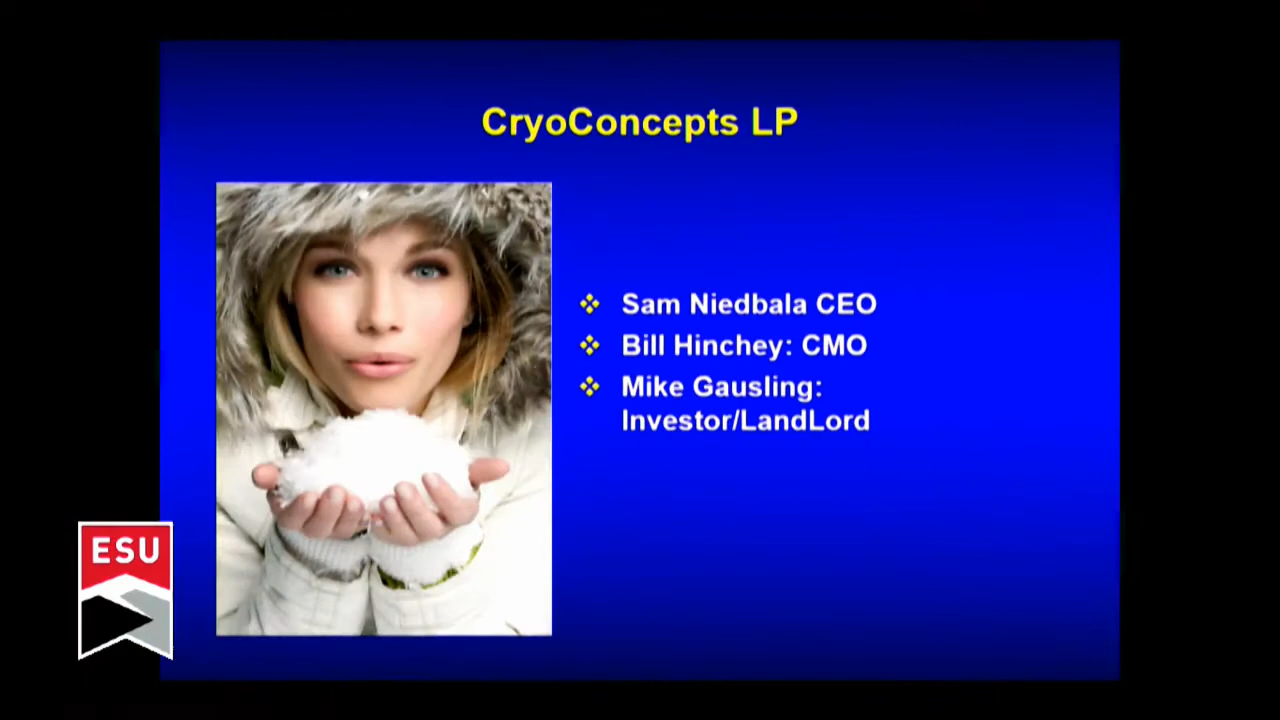 CryoConcepts LP
Sam Niedbala CEO
Bill Hinchey: CMO
Mike Gausling:
Investor/LandLord
ESU